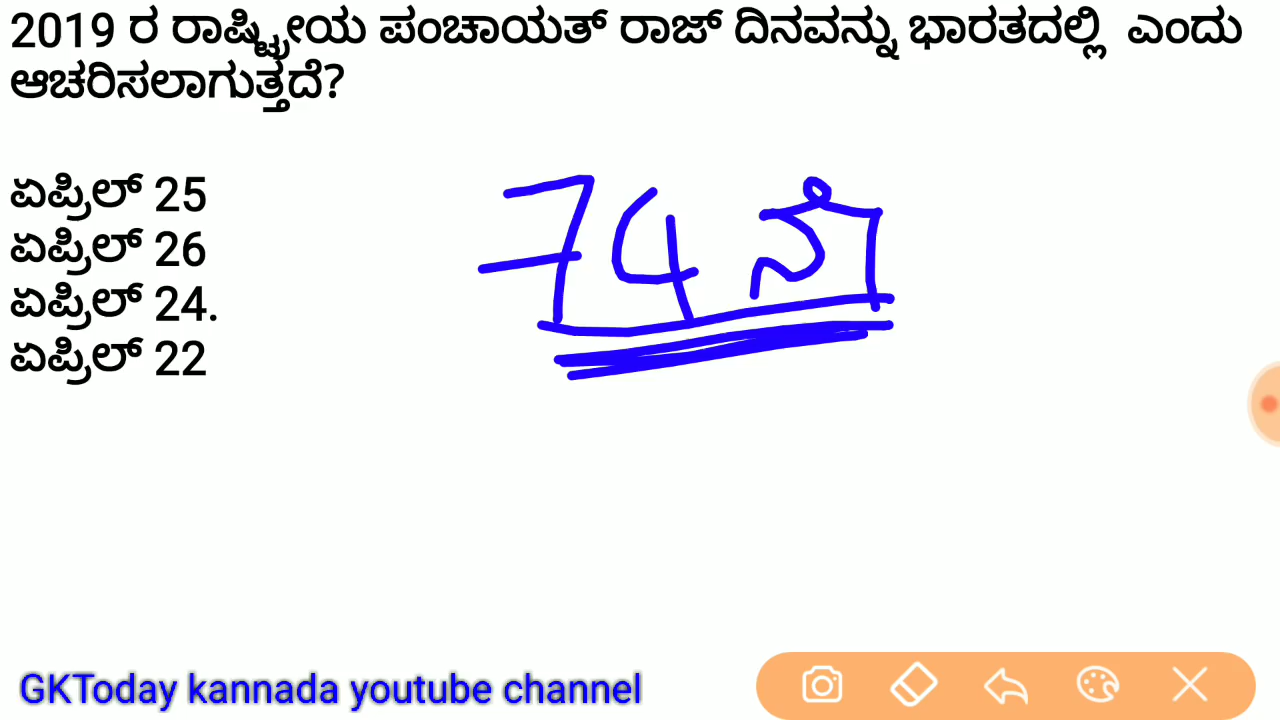 2019 ರ ರಾಷ್ಟ್ರೀಯ ಪಂಚಾಯತ್ ರಾಜ್ ದಿನವನ್ನು ಭಾರತದಲ್ಲಿ ಎಂದು
ಆಚರಿಸಲಾಗುತ್ತದೆ?
ಏಪ್ರಿಲ್ 25
74 ನೇ
ಏಪ್ರಿಲ್ 26
ಏಪ್ರಿಲ್ 24.
ಏಪ್ರಿಲ್ 22
GKToday kannada youtube channel